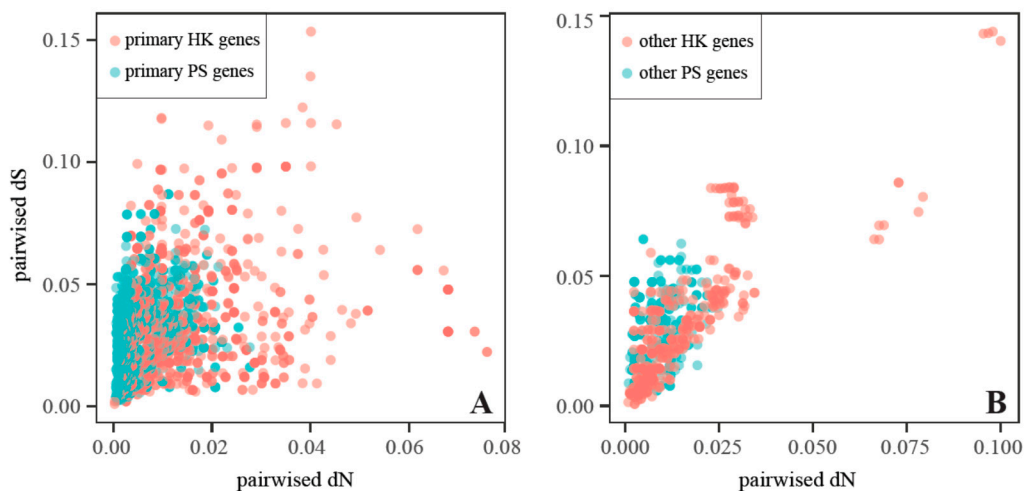 primary HK genes
primary PS genes
0.15
0.10
0.05
0.00
pairwised dS
0.00
0.02
0.04
0.06
0.08
pairwised dN
A
other HK genes
other PS genes
0.15
0.10
0.05
0.00
0.000
0.025
0.050
0.075
0.100
pairwised dN
B